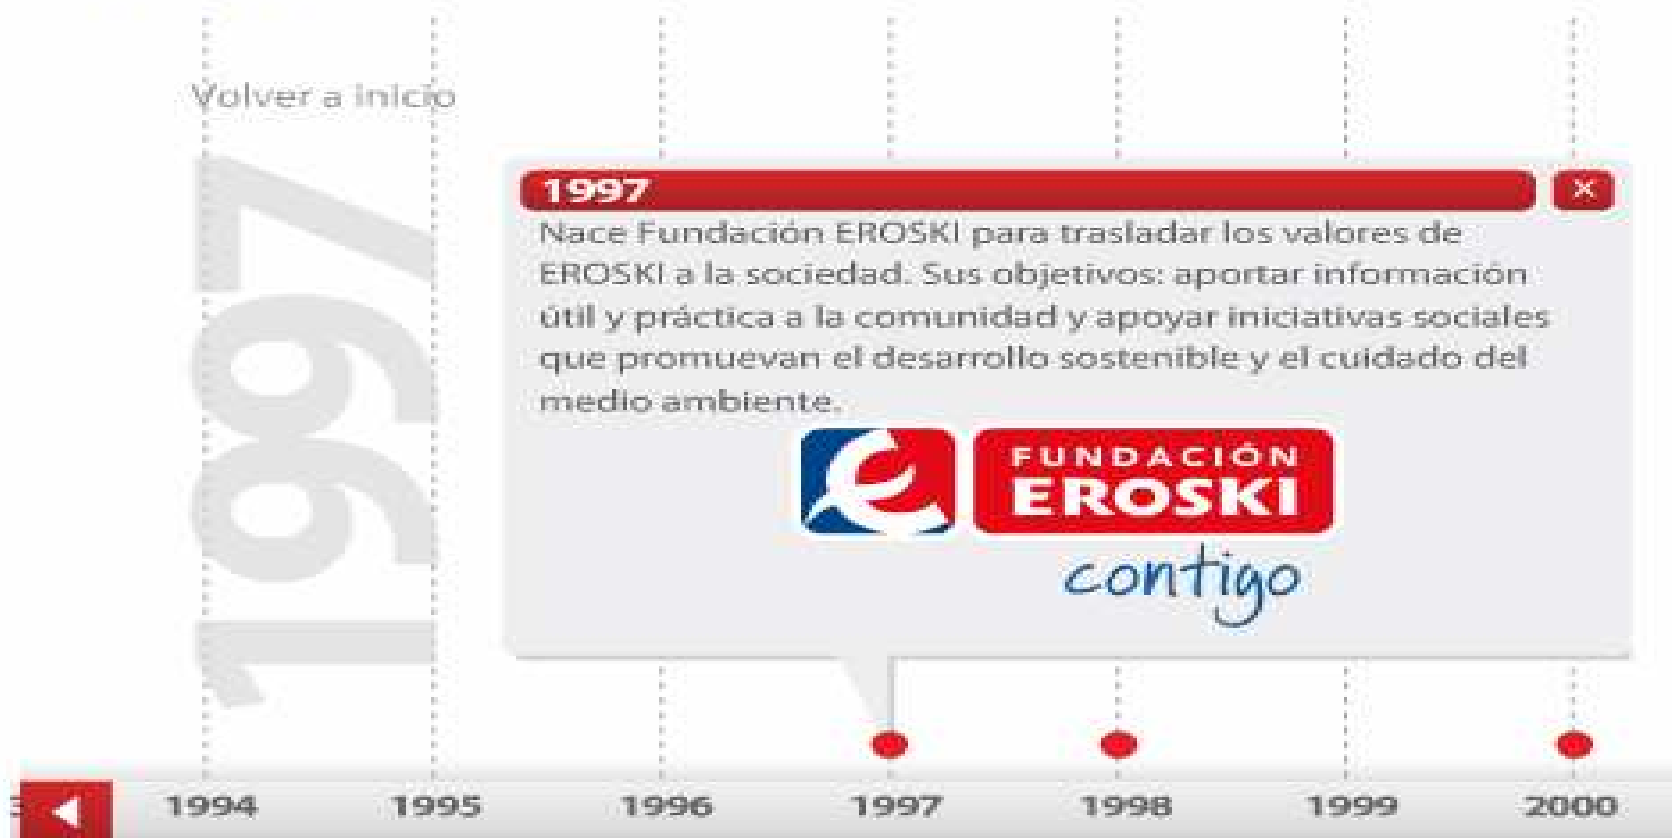 Volver a inicio
1997
1997
×
Nace Fundación EROSKI para trasladar los valores de
EROSKI a la sociedad. Sus objetivos: aportar información
útil y práctica a la comunidad y apoyar iniciativas sociales
que promuevan el desarrollo sostenible y el cuidado del
medio ambiente.
FUNDACIÓN
EROSKI
contigo
1994 1995 1996 1997 1998 1999 2000